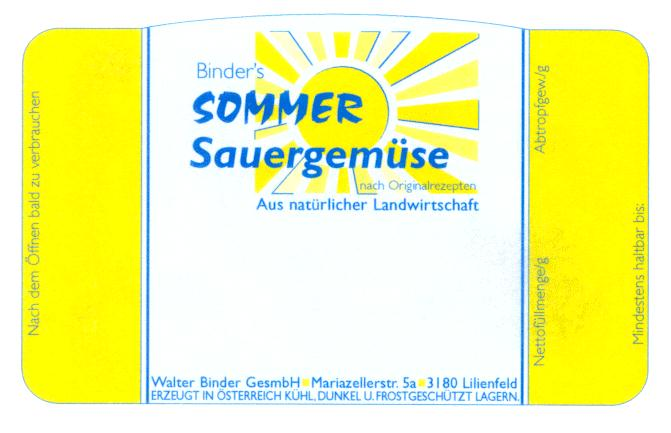 Nach dem Öffnen bald zu verbrauchen
Binder's
SOMMER
Sauergemüse
nach Originalrezepten
Aus natürlicher Landwirtschaft
Walter Binder GesmbH Mariazellerstr. 5a 3180 Lilienfeld
ERZEUGT IN ÖSTERREICH KÜHL, DUNKEL U. FROSTGESCHÜTZT LAGERN.
Nettofüllmenge/g
Abtropfgew./g
Mindestens haltbar bis: